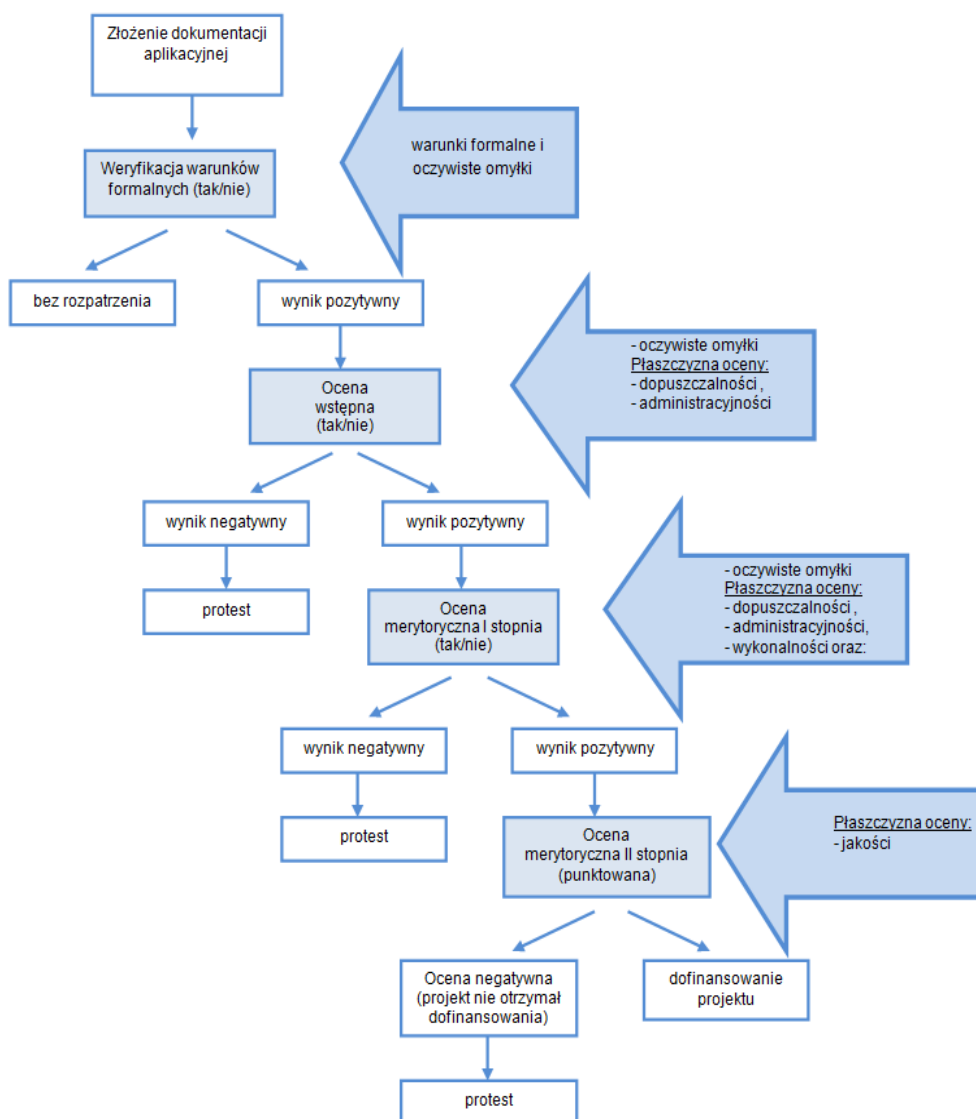 Złożenie dokumentacji
aplikacyjnej
warunki formalne i
oczywiste omyłki
Weryfikacja warunków
formalnych (tak/nie)
bez rozpatrzenia
wynik pozytywny
- oczywiste omyłki
Płaszczyzna oceny:
- dopuszczalności ,
- administracyjności
Ocena
wstępna
(tak/nie)
wynik negatywny
wynik pozytywny
- oczywiste omyłki
Płaszczyzna oceny:
- dopuszczalności ,
- administracyjności,
- wykonalności oraz:
protest
Ocena
merytoryczna I stopnia
(tak/nie)
wynik negatywny
wynik pozytywny
Płaszczyzna oceny:
- jakości
protest
Ocena
merytoryczna II stopnia
(punktowana)
Ocena negatywna
(projekt nie otrzymał
dofinansowania)
dofinansowanie
projektu
protest